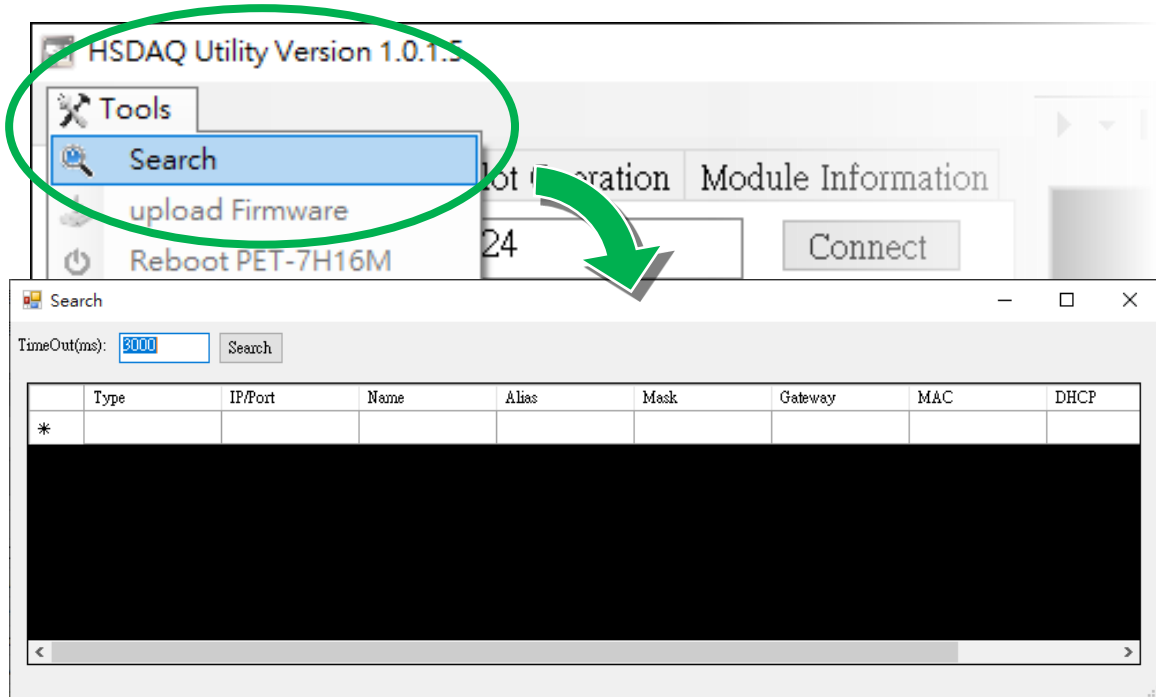 HSDAQ Utility Version 1.0.1.5
Tools
Search
upload Firmware
Reboot PET-7H16M
Module Information
24
Connect
Search
TimeOut(ms): 3000 Search
Type IP/Port Name Alias Mask Gateway MAC DHCP
*